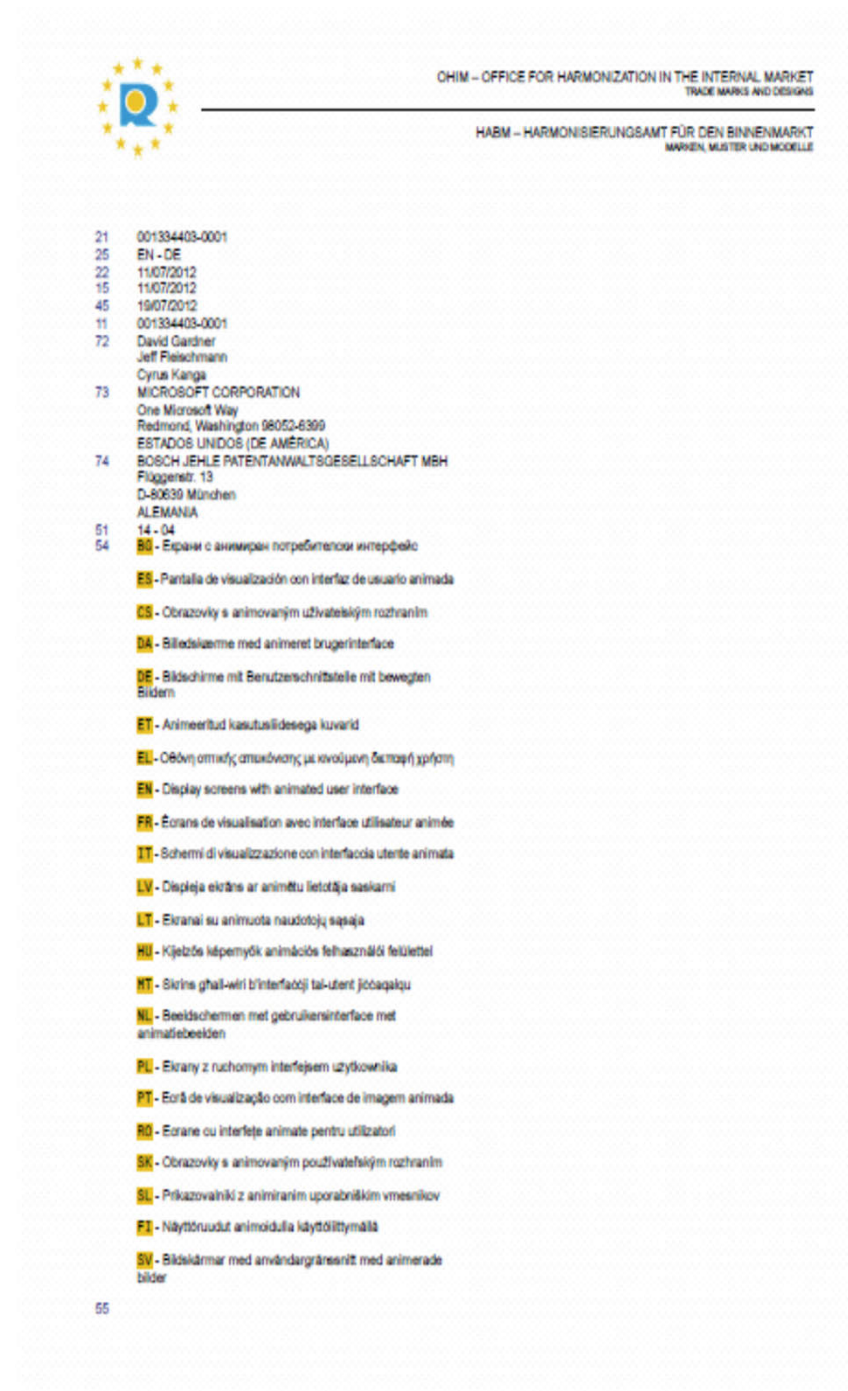 OHIM – OFFICE FOR HARMONIZATION IN THE INTERNAL MARKET
TRADE MARKS AND DESIGNS
HABM – HARMONISIERUNGSAMT FÜR DEN BINNENMARKT
MARKEN, MUSTER UND MODELLE
21 001334403-0001
25 EN - DE
22 11/07/2012
15 11/07/2012
45 19/07/2012
11 001334403-0001
72 David Gardner
Jeff Fleischmann
Cyrus Kanga
73 MICROSOFT CORPORATION
One Microsoft Way
Redmond, Washington 98052-6399
ESTADOS UNIDOS (DE AMÉRICA)
74 BOSCH JEHLE PATENTANWALTSGESELLSCHAFT MBH
Flüggenstr. 13
D-80639 München
ALEMANIA
51 14 - 04
54 BG - Екрани с анимиран потребителски интерфейс
ES - Pantalla de visualización con interfaz de usuario animada
CS - Obrazovky s animovaným uživatelským rozhraním
DA - Billedskærme med animeret brugerinterface
DE - Bildschirme mit Benutzerschnittstelle mit bewegten
Bildern
ET - Animeeritud kasutusliidesega kuvarid
EL - Οθόνη οπτικής απεικόνισης με κινούμενη διεπαφή χρήστη
EN - Display screens with animated user interface
FR - Écrans de visualisation avec interface utilisateur animée
IT - Schermi di visualizzazione con interfaccia utente animata
LV - Displeja ekrāns ar animētu lietotāja saskarni
LT - Ekranai su animuota naudotojų sąsaja
HU - Kijelzős képernyők animációs felhasználói felülettel
MT - Skrins għall-wiri b'interfaċċji tal-utent jiċċaqalqu
NL - Beeldschermen met gebruikersinterface met
animatiebeelden
PL - Ekrany z ruchomym interfejsem użytkownika
PT - Ecrã de visualização com interface de imagem animada
RO - Ecrane cu interfețe animate pentru utilizatori
SK - Obrazovky s animovaným používateľským rozhraním
SL - Prikazovalniki z animiranim uporabniškim vmesnikov
FI - Näyttöruudut animoidulla käyttöliittymällä
SV - Bildskärmar med användargränssnitt med animerade
bilder
55